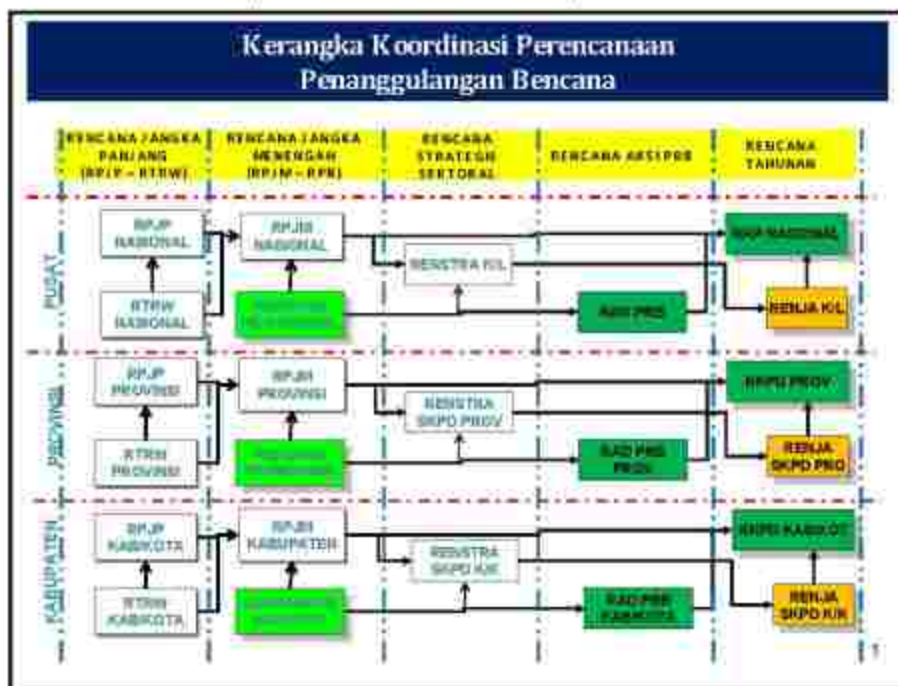 Kerangka Koordinasi Perencanaan
Penanggulangan Bencana
RENCANA JANGKA
PANJANG
(RPJP – RTRW)
RENCANA JANGKA
MENENGAH
(RPJM – RPB)
RENCANA
STRATEGIS
SEKTORAL
RENCANA AKSI PRB
RENCANA
TAHUNAN
PUSAT
RPJP
NASIONAL
RPJM
NASIONAL
RENSTRA K/L
RKP NASIONAL
RTRW
NASIONAL
RAD PRB
RENJA K/L
PROVINSI
RPJP
PROVINSI
RPJM
PROVINSI
RENSTRA
SKPD PROV
RKPD PROV
RTRW
PROVINSI
RAD PRB
PROV
RENJA
SKPD PRO
KABUPATEN
RPJP
KAB/KOTA
RPJM
KABUPATEN
RENSTRA
SKPD K/K
RKPD KAB/KOT
RTRW
KAB/KOTA
RAD PRB
KAB/KOTA
RENJA
SKPD K/K
1